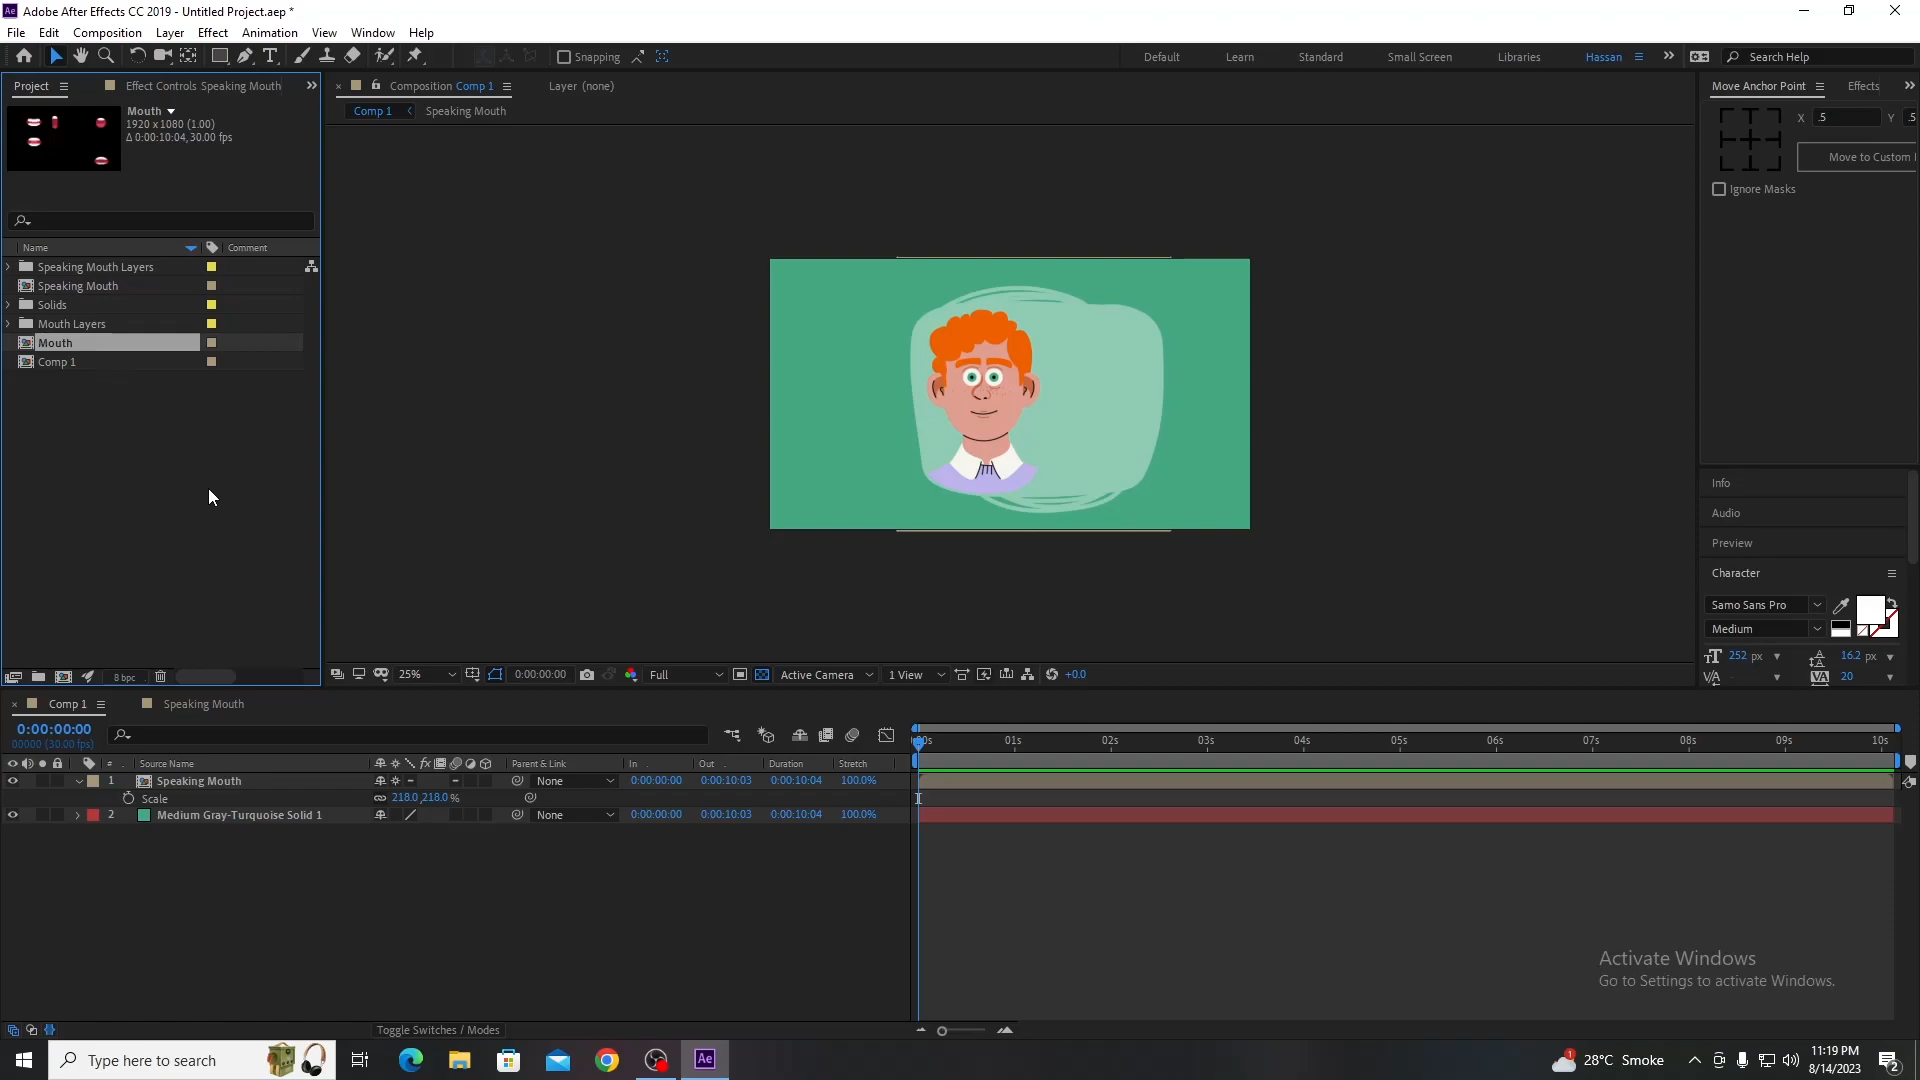 Adobe After Effects CC 2019 - Untitled Project.aep *
File Edit Composition Layer Effect Animation View Window Help
Snapping
Default Learn Standard Small Screen Libraries Hassan Search Help
Project Effect Controls Speaking Mouth
Composition Comp 1 Layer (none)
Comp 1 Speaking Mouth
Mouth
1920 x 1080 (1.00)
Δ 0:00:10:04, 30.00 fps
Name Comment
Speaking Mouth Layers
Speaking Mouth
Solids
Mouth Layers
Mouth
Comp 1
8 bpc
25% 0:00:00:00 Full Active Camera 1 View +0.0
Move Anchor Point Effects
X .5 Y .5
Move to Custom
Ignore Masks
Info
Audio
Preview
Character
Samo Sans Pro
Medium
252 px 16.2 px
20
Comp 1 Speaking Mouth
0:00:00:00
00000 (30.00 fps)
# Source Name Parent & Link In Out Duration Stretch
1 Speaking Mouth None 0:00:00:00 0:00:10:03 0:00:10:04 100.0%
Scale 218.0,218.0%
2 Medium Gray-Turquoise Solid 1 None 0:00:00:00 0:00:10:03 0:00:10:04 100.0%
01s 02s 03s 04s 05s 06s 07s 08s 09s 10s
Activate Windows
Go to Settings to activate Windows.
Toggle Switches / Modes
Type here to search
Ae
1
28°C Smoke
11:19 PM
8/14/2023
2